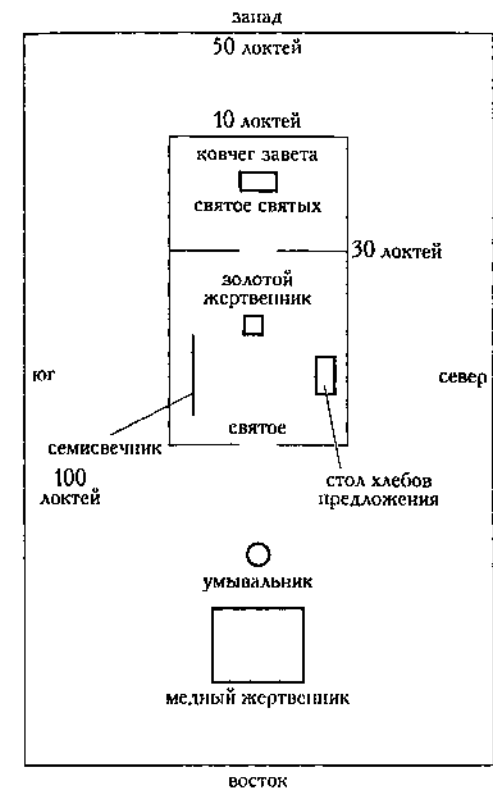 запад
50 локтей
10 локтей
ковчег завета
святое святых
30 локтей
золотой
жертвенник
юг
север
святое
семисвечник
100
локтей
стол хлебов
предложения
умывальник
медный жертвенник
восток